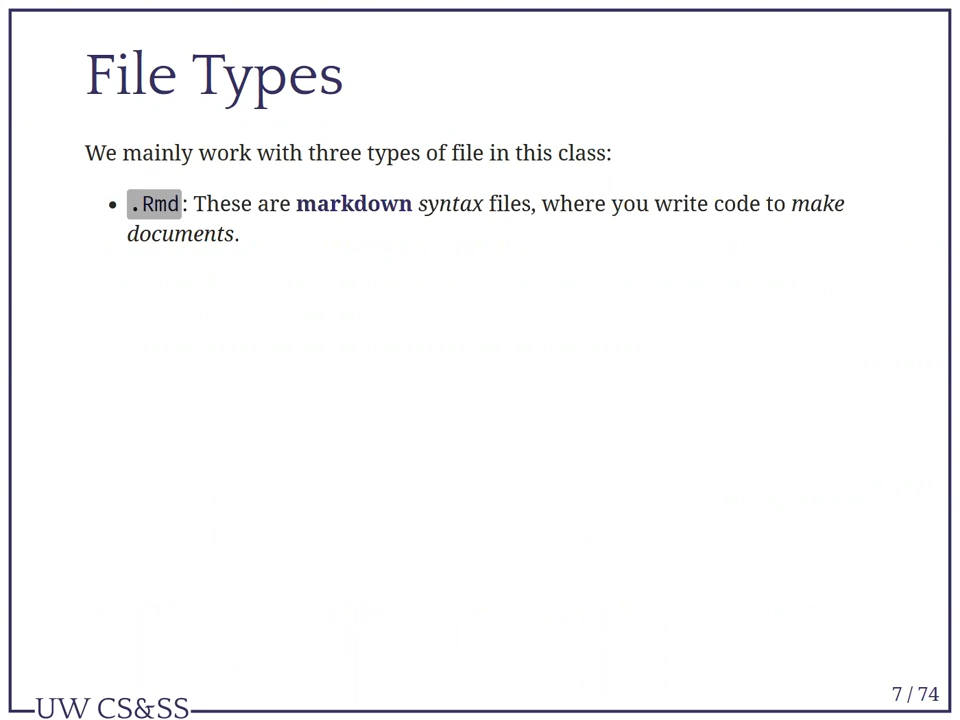 File Types
We mainly work with three types of file in this class:
• .Rmd: These are markdown syntax files, where you write code to make
documents.
7 / 74
UW CS&SS